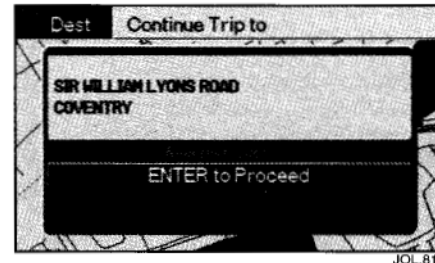 Dest Continue Trip to
SIR WILLIAM LYONS ROAD
COVENTRY
ENTER to Proceed
JOL.81